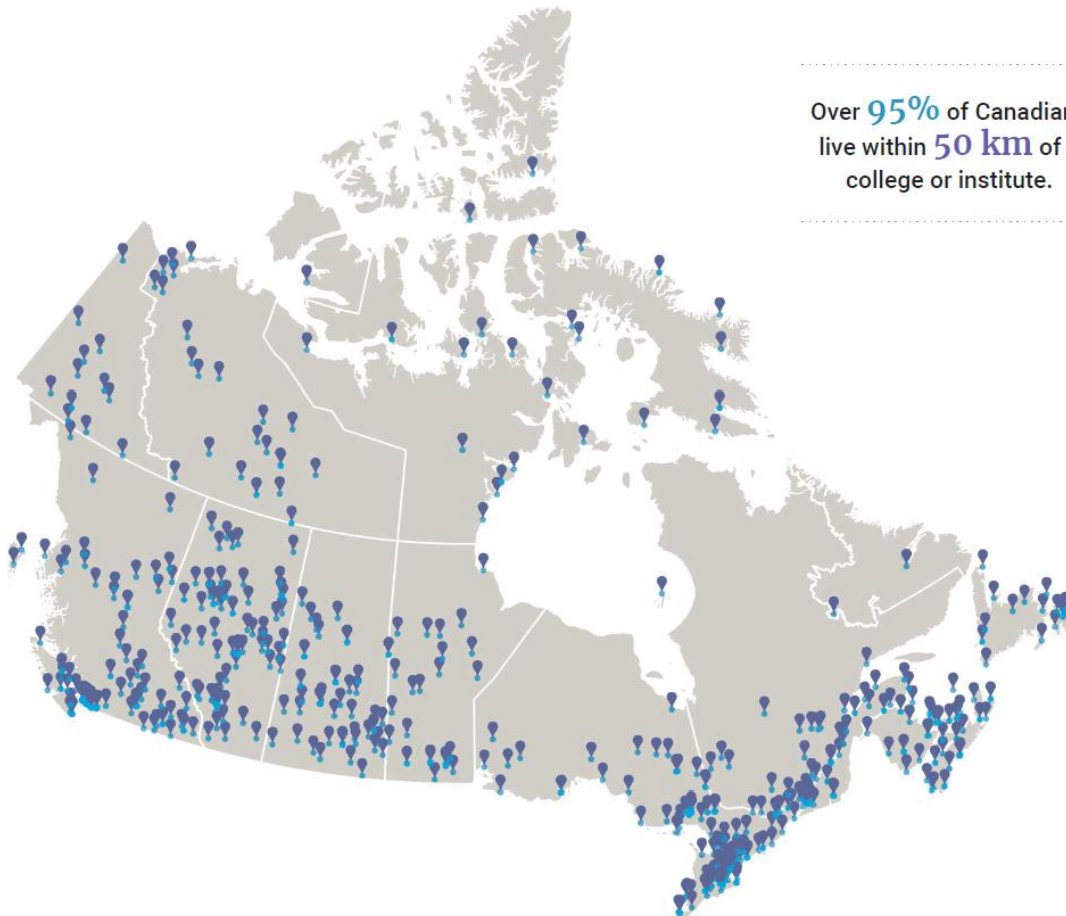 Over 95% of Canadian
live within 50 km of
college or institute.